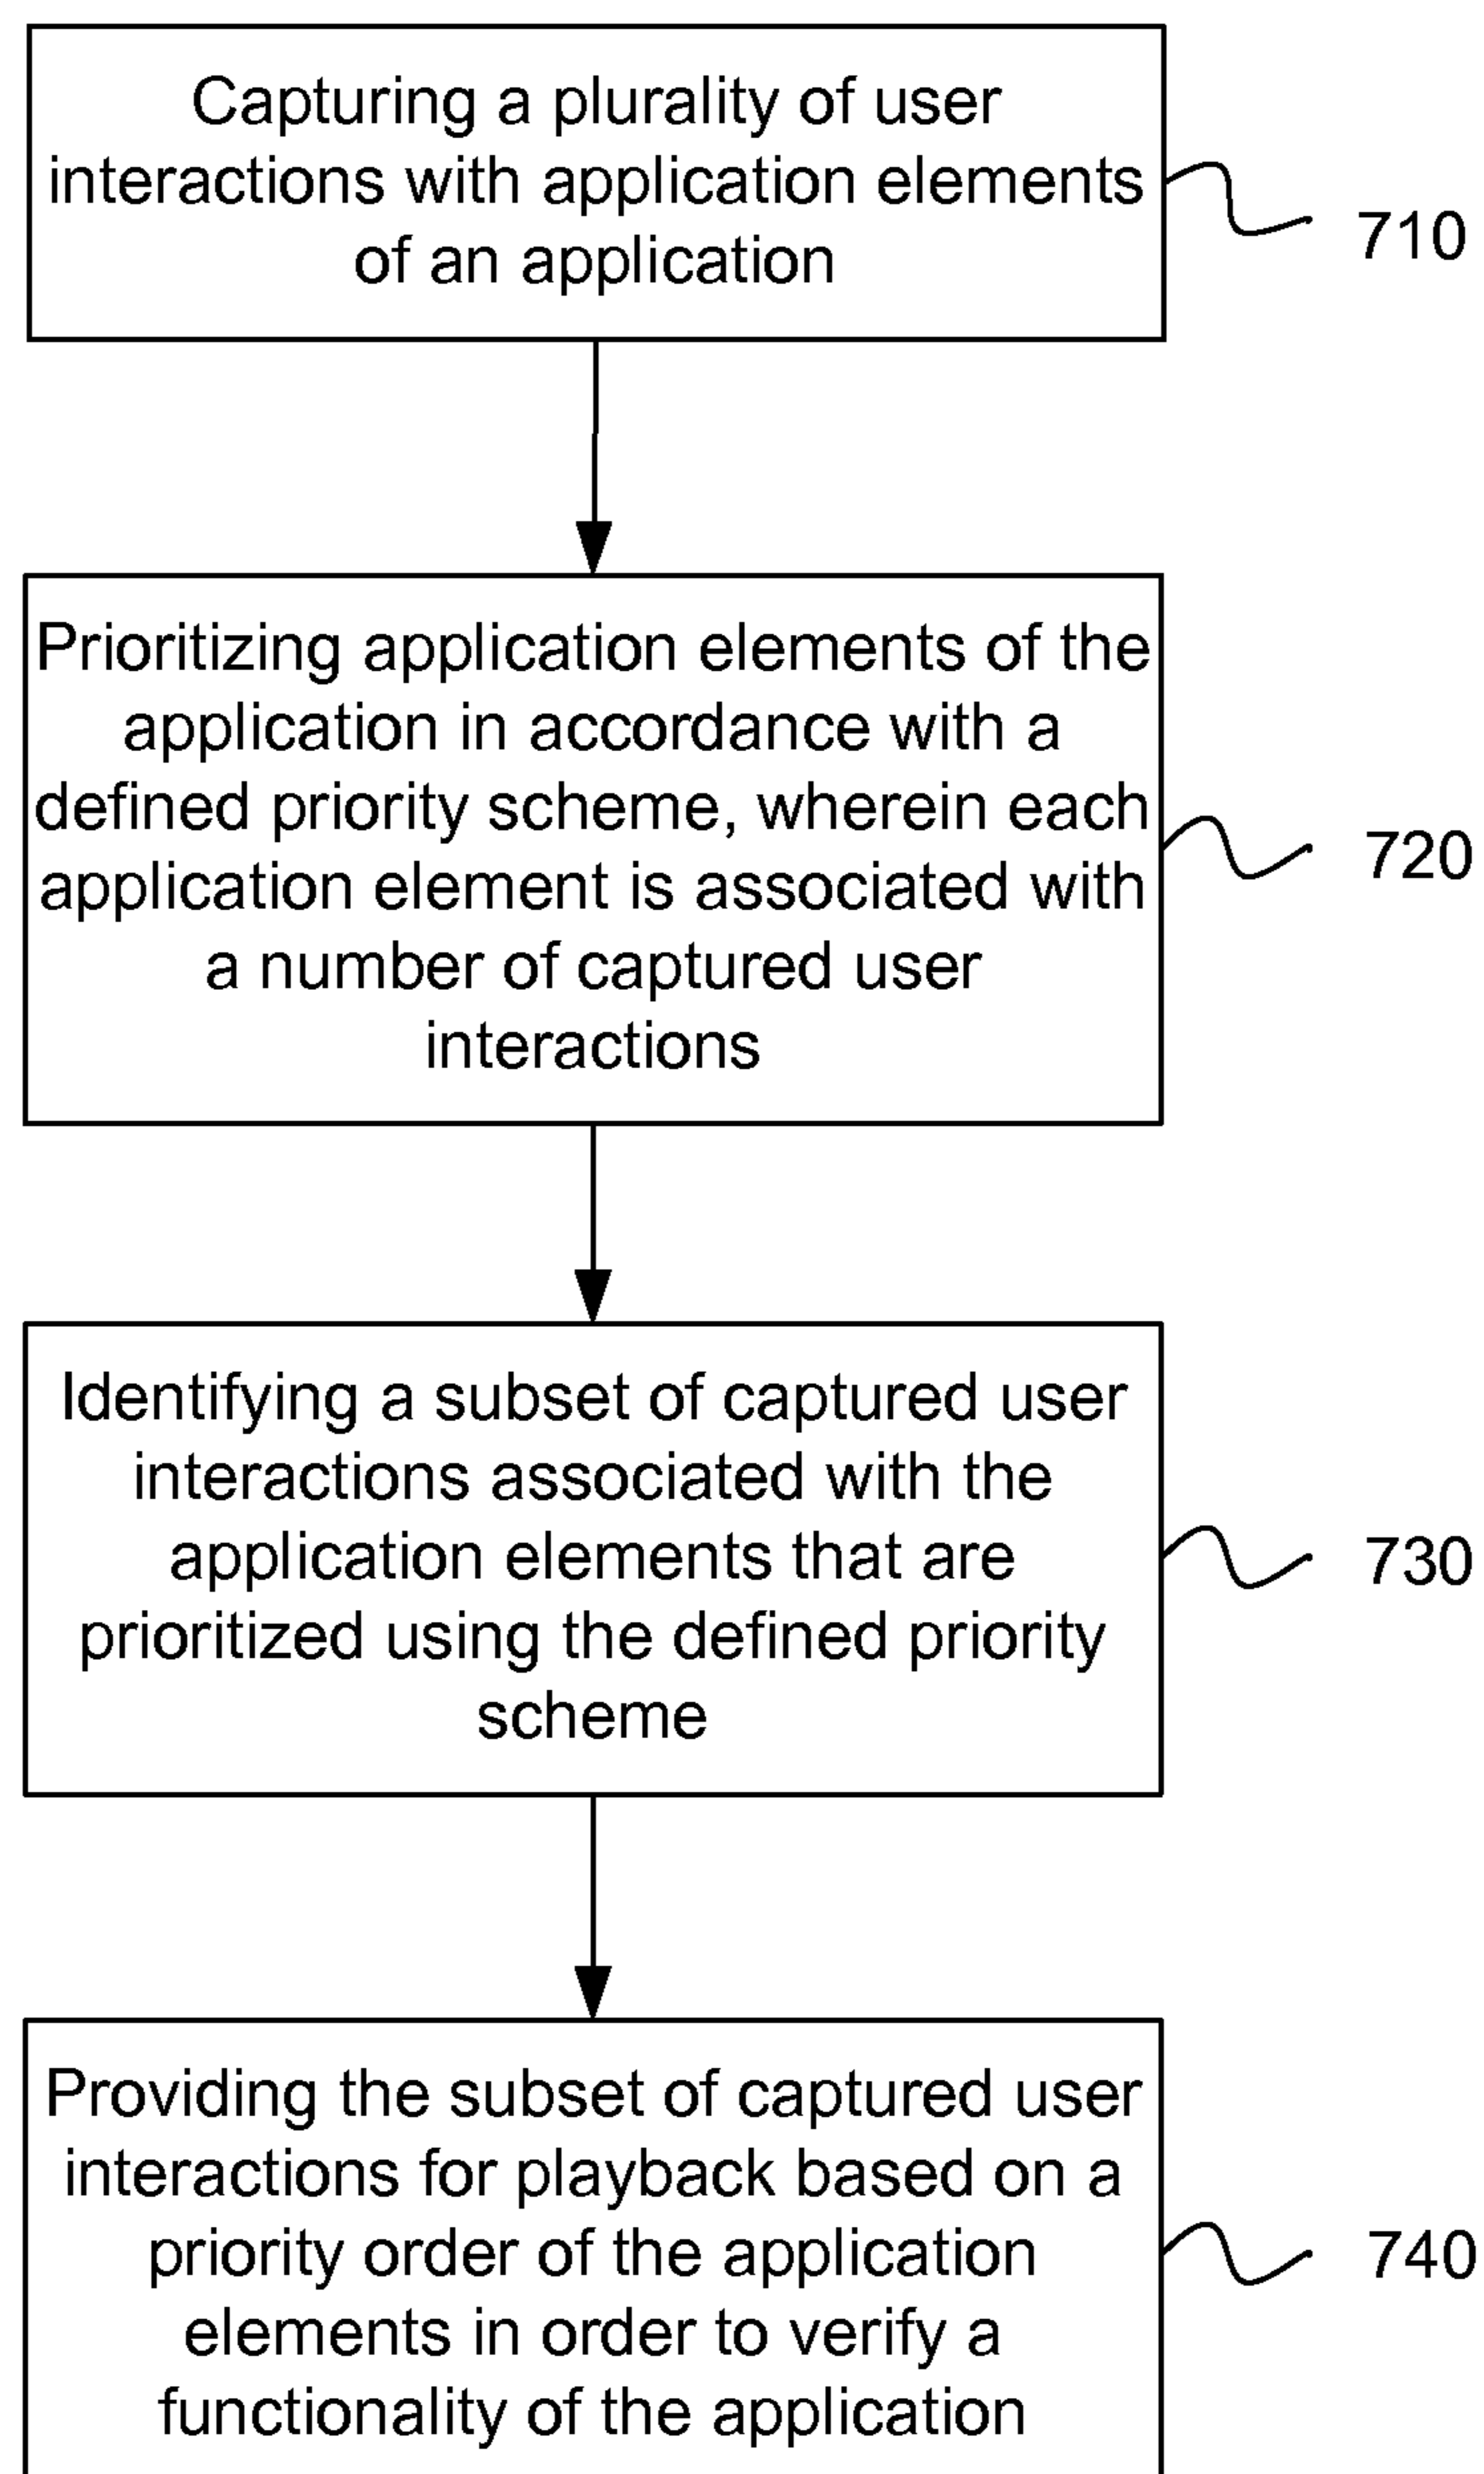 Capturing a plurality of user
interactions with application elements
of an application
710
Prioritizing application elements of the
application in accordance with a
defined priority scheme, wherein each
application element is associated with
a number of captured user
interactions
720
Identifying a subset of captured user
interactions associated with the
application elements that are
prioritized using the defined priority
scheme
730
Providing the subset of captured user
interactions for playback based on a
priority order of the application
elements in order to verify a
functionality of the application
740